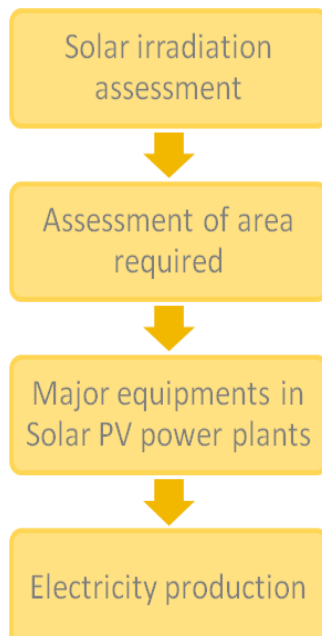 Solar irradiation
assessment
Assessment of area
required
Major equipments in
Solar PV power plants
Electricity production